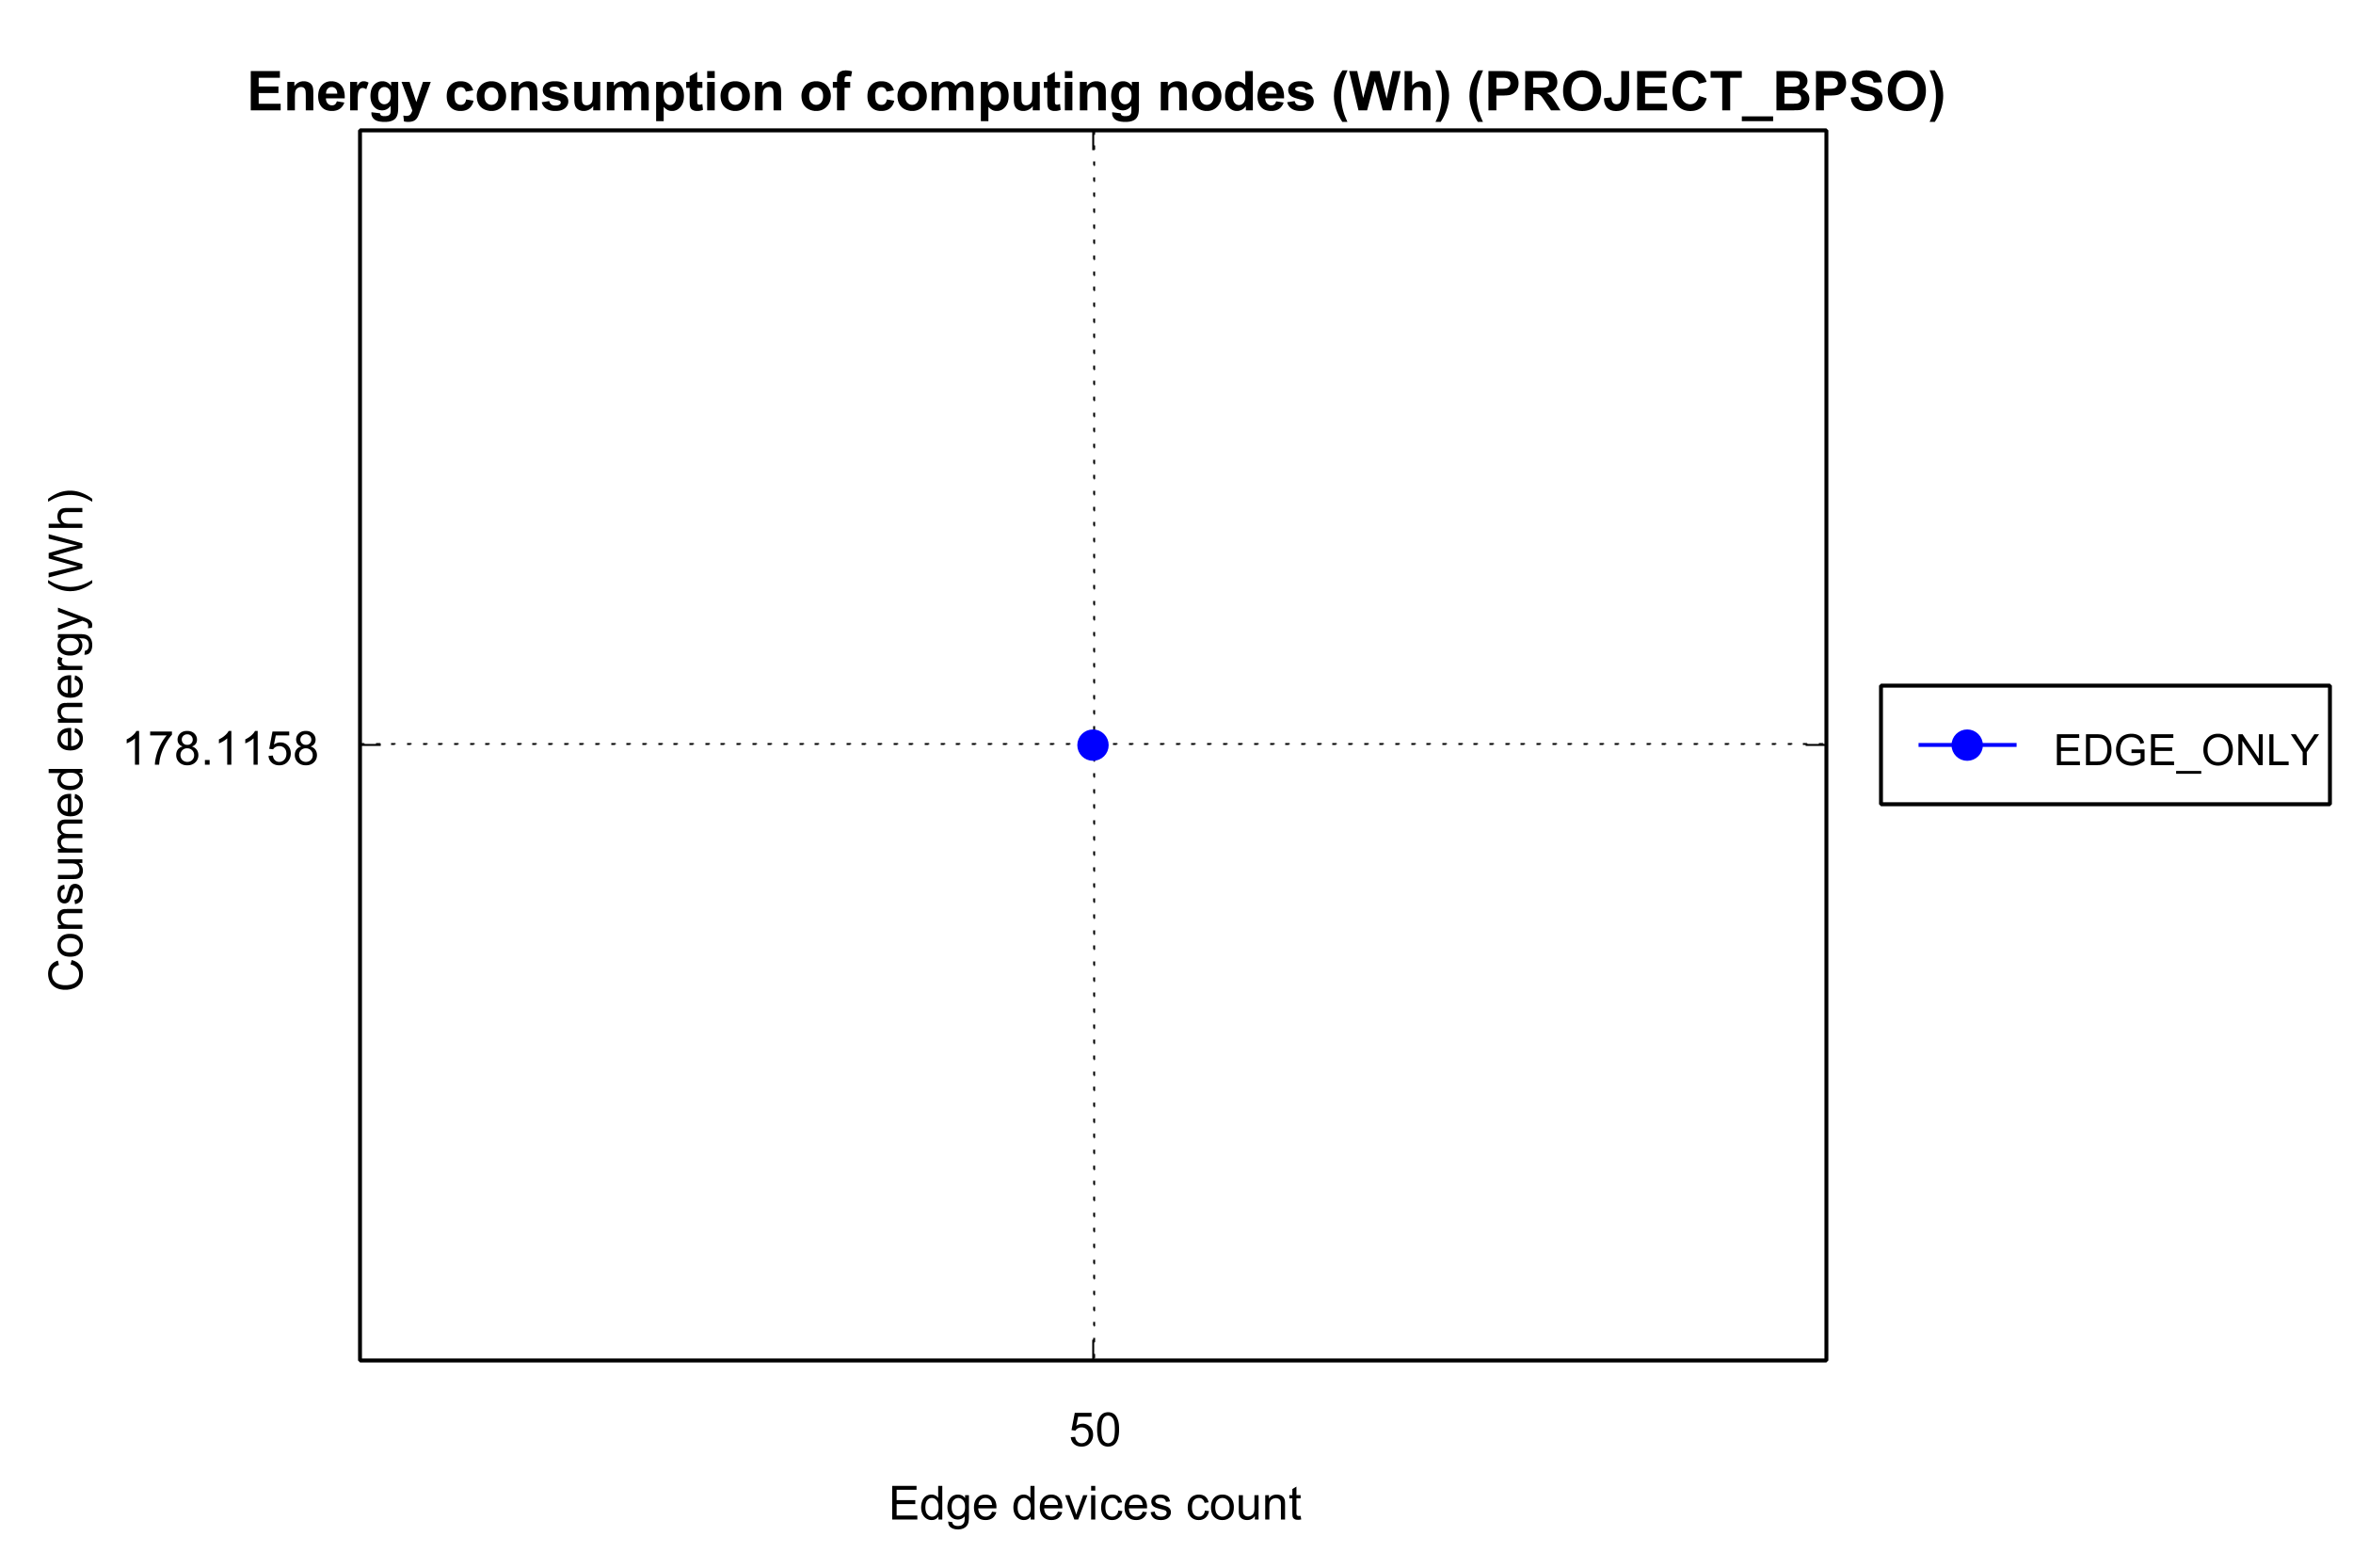 Energy consumption of computing nodes (Wh) (PROJECT_BPSO)
Consumed energy (Wh)
178.1158
EDGE_ONLY
50
Edge devices count